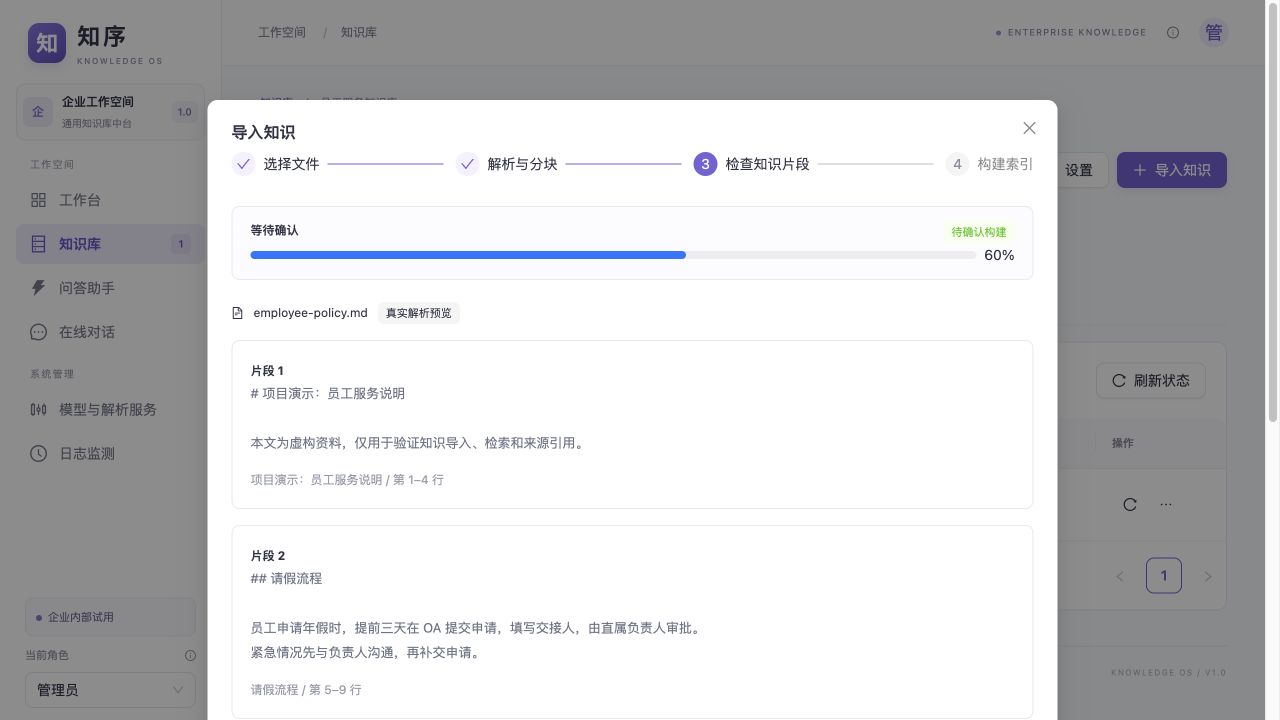 知 知序
KNOWLEDGE OS
企 企业工作空间 1.0
通用知识库中台
工作空间
工作台
知识库 1
问答助手
在线对话
系统管理
模型与解析服务
日志监测
企业内部试用
当前角色
管理员
工作空间 / 知识库
ENTERPRISE KNOWLEDGE 管
设置
+ 导入知识
刷新状态
操作
1
KNOWLEDGE OS / V1.0
导入知识
选择文件 解析与分块 3 检查知识片段 4 构建索引
等待确认
待确认构建
60%
employee-policy.md 真实解析预览
片段 1
# 项目演示：员工服务说明
本文为虚构资料，仅用于验证知识导入、检索和来源引用。
项目演示：员工服务说明 / 第 1–4 行
片段 2
## 请假流程
员工申请年假时，提前三天在 OA 提交申请，填写交接人，由直属负责人审批。
紧急情况先与负责人沟通，再补交申请。
请假流程 / 第 5–9 行